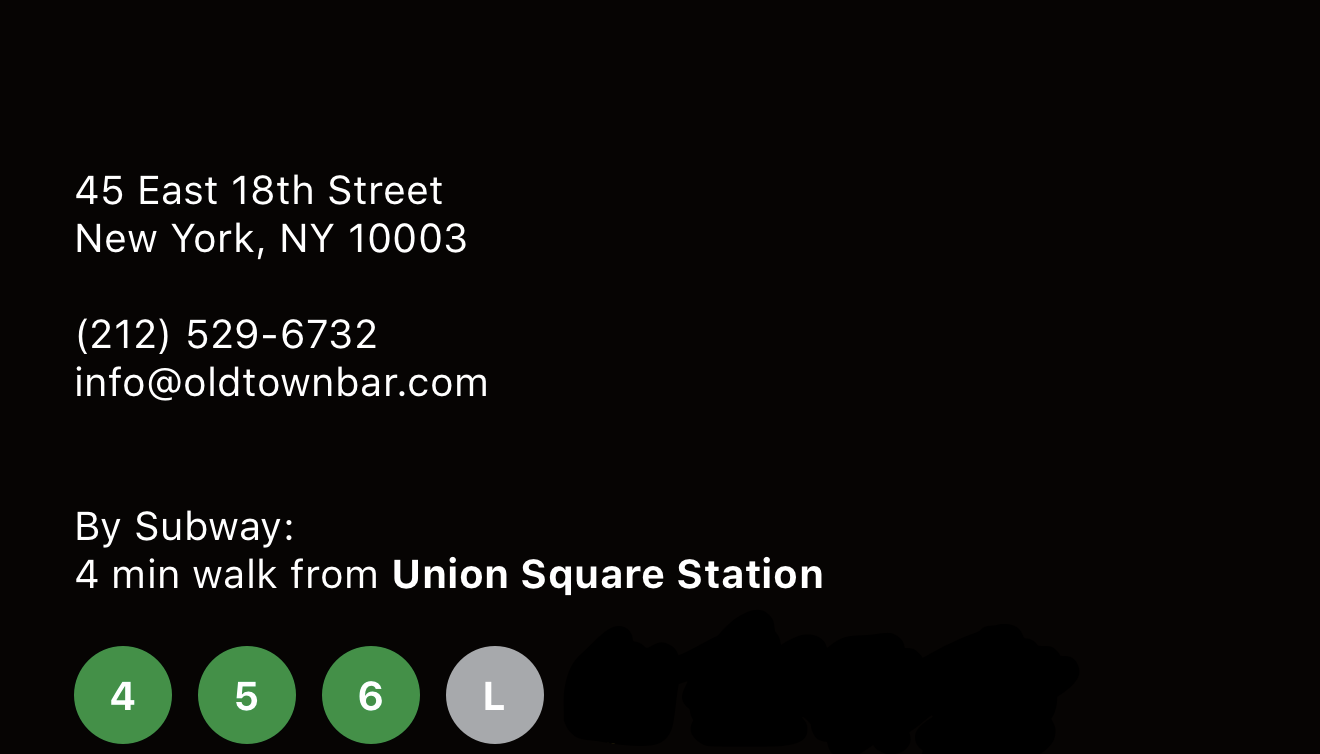 45 East 18th Street
New York, NY 10003
(212) 529-6732
info@oldtownbar.com
By Subway:
4 min walk from Union Square Station
4 5 6 L